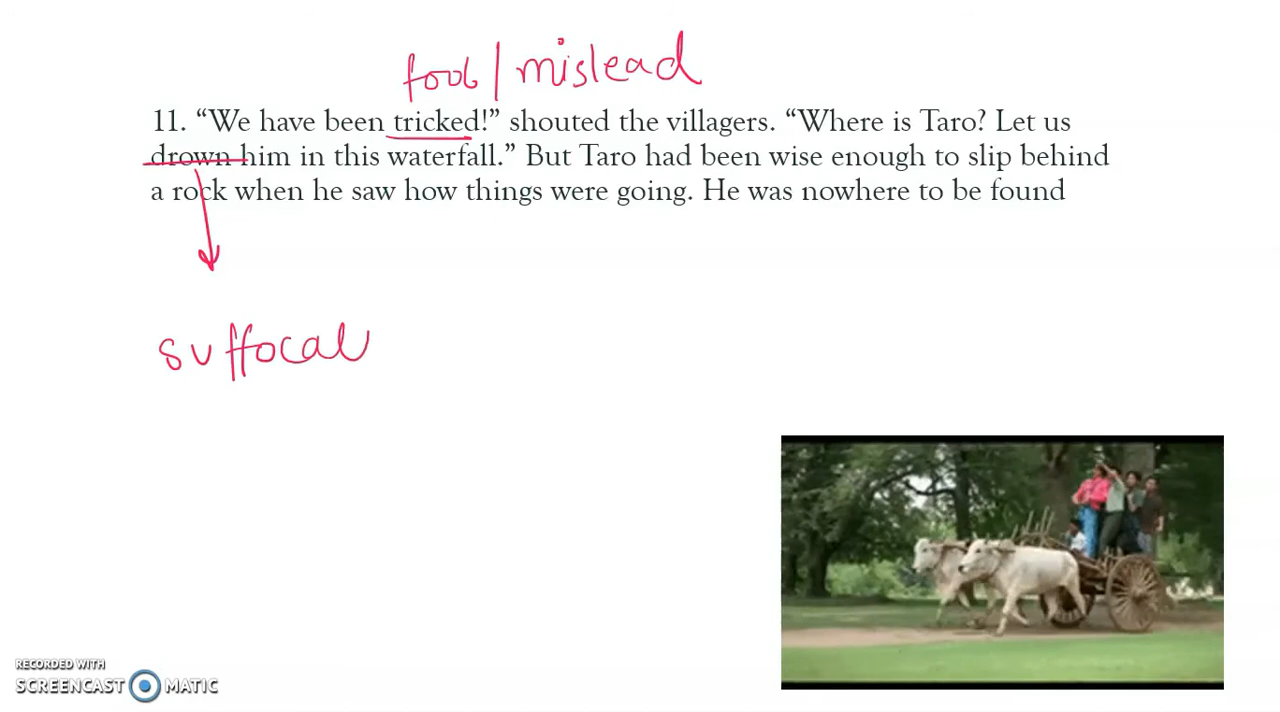 fool/mislead
11. “We have been tricked!” shouted the villagers. “Where is Taro? Let us
drown him in this waterfall.” But Taro had been wise enough to slip behind
a rock when he saw how things were going. He was nowhere to be found
suffocal
RECORDED WITH
SCREENCAST MATIC